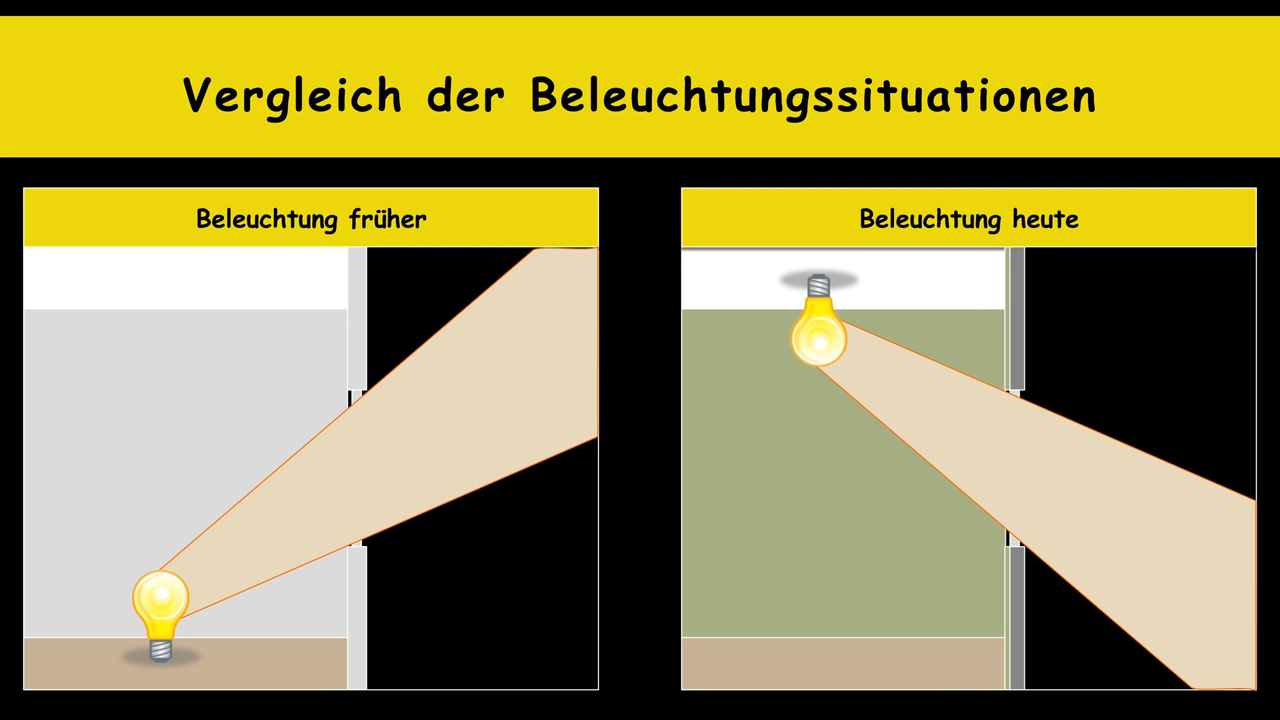 Vergleich der Beleuchtungssituationen
Beleuchtung früher
Beleuchtung heute